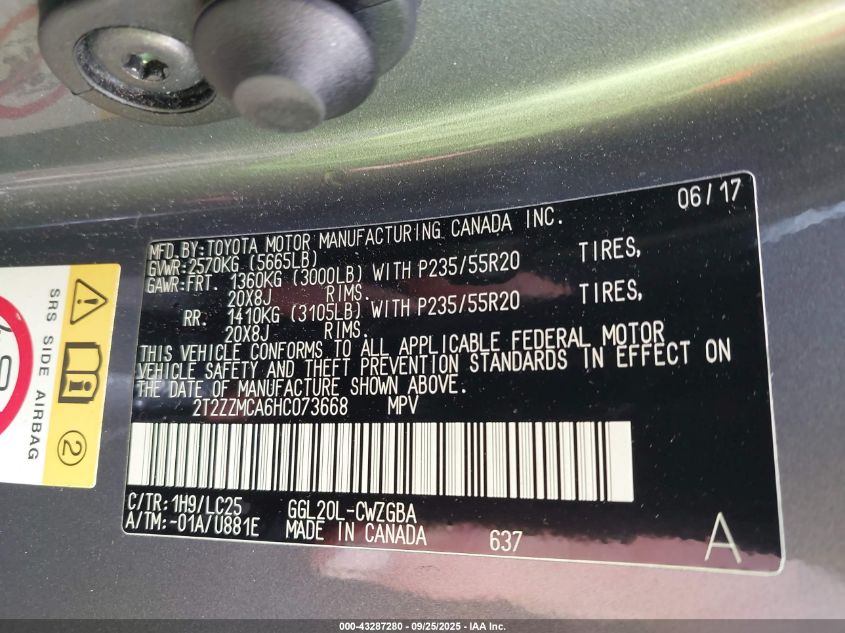 06/17
MFD.BY:TOYOTA MOTOR MANUFACTURING CANADA INC.
GVWR:2570KG (5665LB)
GAWR:FRT. 1360KG (3000LB) WITH P235/55R20 TIRES,
20X8J RIMS.
RR. 1410KG (3105LB) WITH P235/55R20 TIRES,
20X8J RIMS.
THIS VEHICLE CONFORMS TO ALL APPLICABLE FEDERAL MOTOR
VEHICLE SAFETY AND THEFT PREVENTION STANDARDS IN EFFECT ON
THE DATE OF MANUFACTURE SHOWN ABOVE.
2T2ZZMCA6HC073668 MPV
C/TR:1H9/LC25 GGL20L-CWZGBA
A/TM:-01A/U881E MADE IN CANADA 637 A
SRS SIDE AIRBAG
2
000-43287280 - 09/25/2025 - IAA Inc.